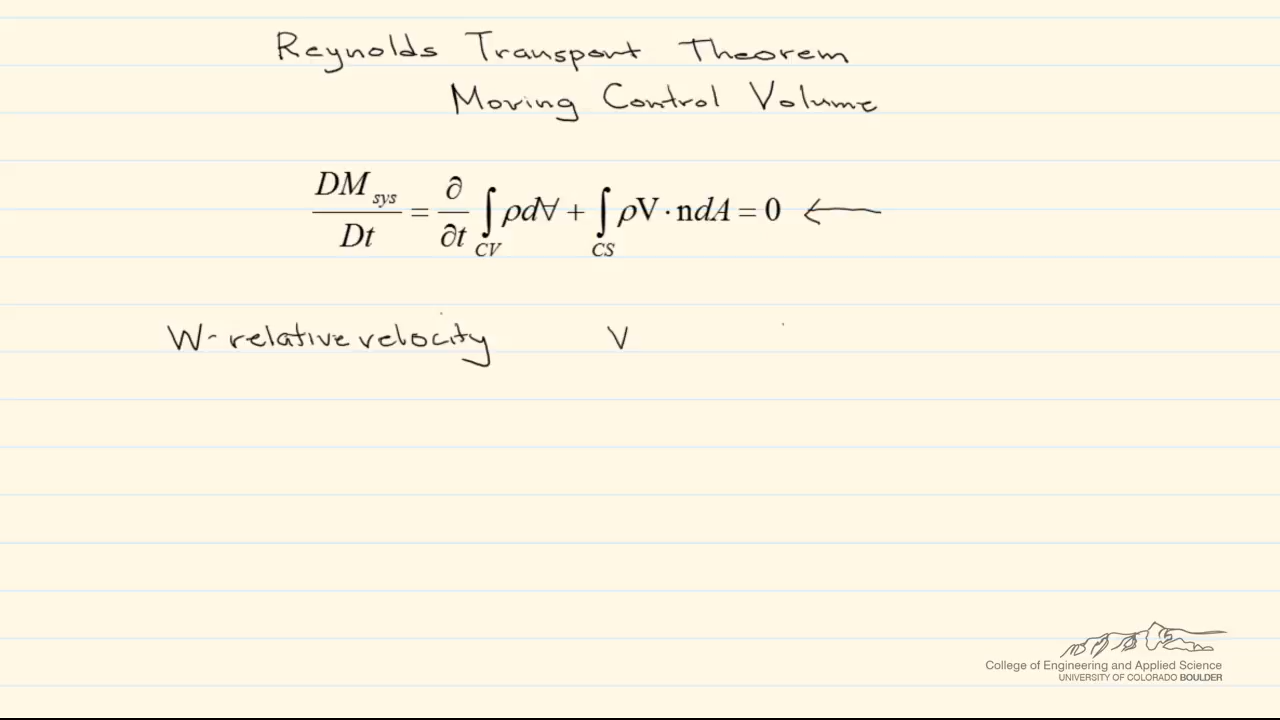 Reynolds Transport Theorem
Moving Control Volume
DM_sys/Dt = ∂/∂t ∫_CV ρdV̶ + ∫_CS ρV · ndA = 0 ←
W- relative velocity V
College of Engineering and Applied Science
UNIVERSITY OF COLORADO BOULDER